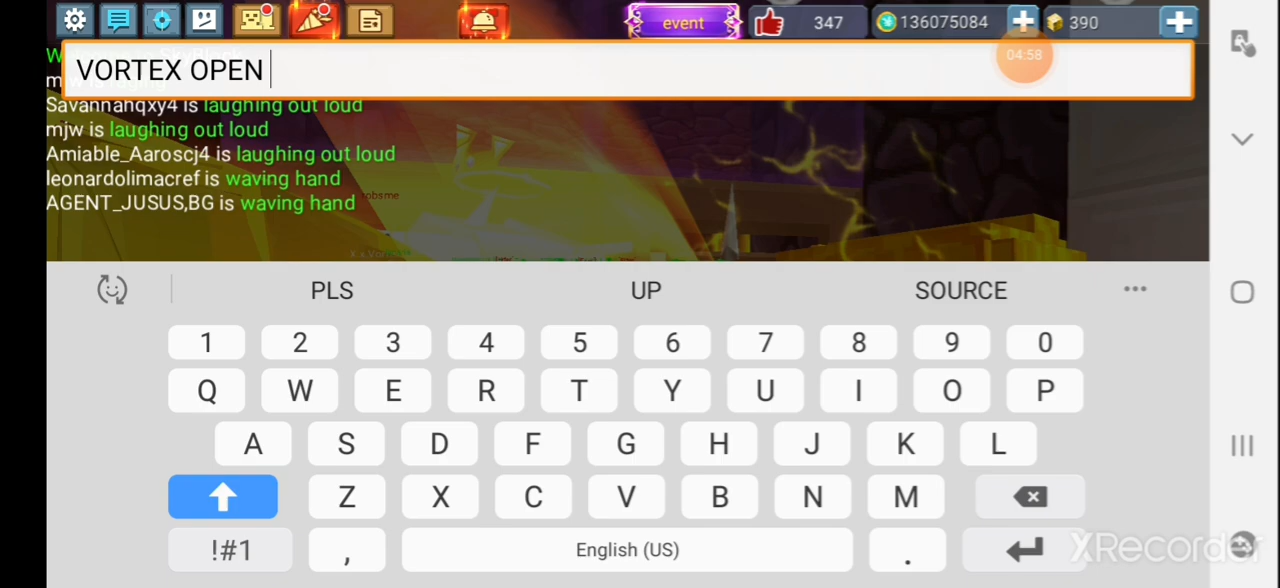 event
347
136075084
390
04:58
VORTEX OPEN
Savannahqxy4 is laughing out loud
mjw is laughing out loud
Amiable_Aaroscj4 is laughing out loud
leonardolimacref is waving hand
AGENT_JUSUS,BG is waving hand
PLS UP SOURCE
1 2 3 4 5 6 7 8 9 0
Q W E R T Y U I O P
A S D F G H J K L
Z X C V B N M
!#1 , English (US) .
XRecorder